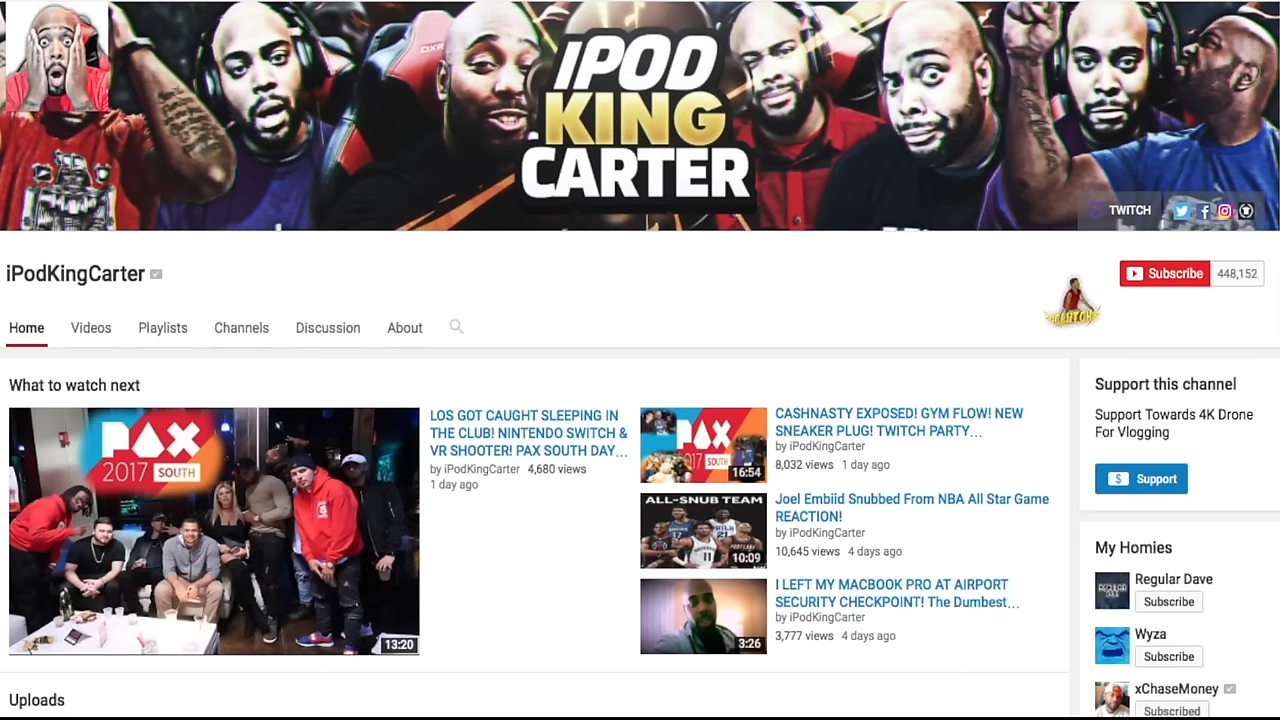 iPOD
KING
CARTER
DXR
TWITCH
iPodKingCarter
Subscribe 448,152
Home Videos Playlists Channels Discussion About
What to watch next
PAX
2017 SOUTH
13:20
LOS GOT CAUGHT SLEEPING IN
THE CLUB! NINTENDO SWITCH &
VR SHOOTER! PAX SOUTH DAY...
by iPodKingCarter 4,680 views
1 day ago
PAX
2017 SOUTH
16:54
CASHNASTY EXPOSED! GYM FLOW! NEW
SNEAKER PLUG! TWITCH PARTY...
by iPodKingCarter
8,032 views 1 day ago
ALL-SNUB TEAM
10:09
Joel Embiid Snubbed From NBA All Star Game
REACTION!
by iPodKingCarter
10,645 views 4 days ago
3:26
I LEFT MY MACBOOK PRO AT AIRPORT
SECURITY CHECKPOINT! The Dumbest...
by iPodKingCarter
3,777 views 4 days ago
Uploads
Support this channel
Support Towards 4K Drone
For Vlogging
$ Support
My Homies
REGULAR
DAVE
Regular Dave
Subscribe
Wyza
Subscribe
xChaseMoney
Subscribed